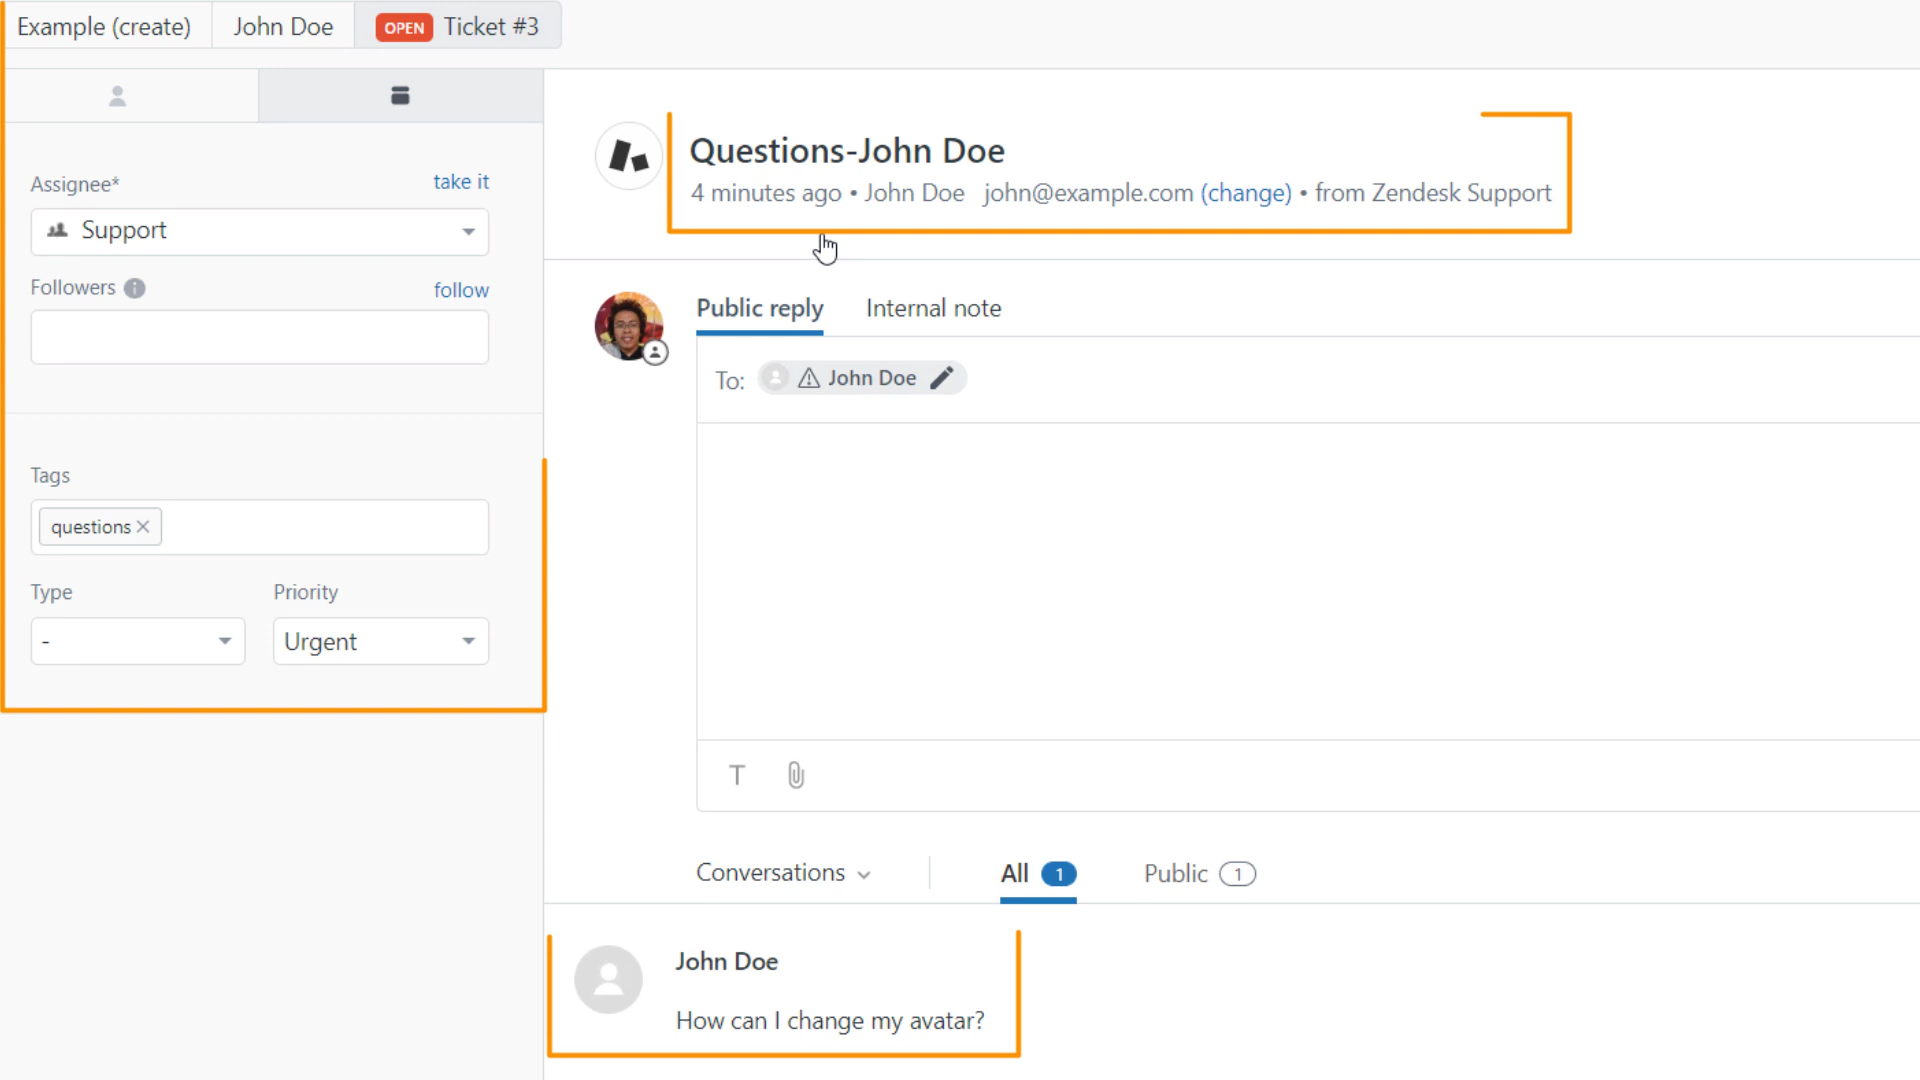 Example (create)
John Doe
OPEN Ticket #3
Assignee*
take it
Support
Followers
follow
Tags
questions
Type
Priority
-
Urgent
Questions-John Doe
4 minutes ago • John Doe john@example.com (change) • from Zendesk Support
Public reply
Internal note
To: John Doe
T
Conversations
All 1
Public 1
John Doe
How can I change my avatar?